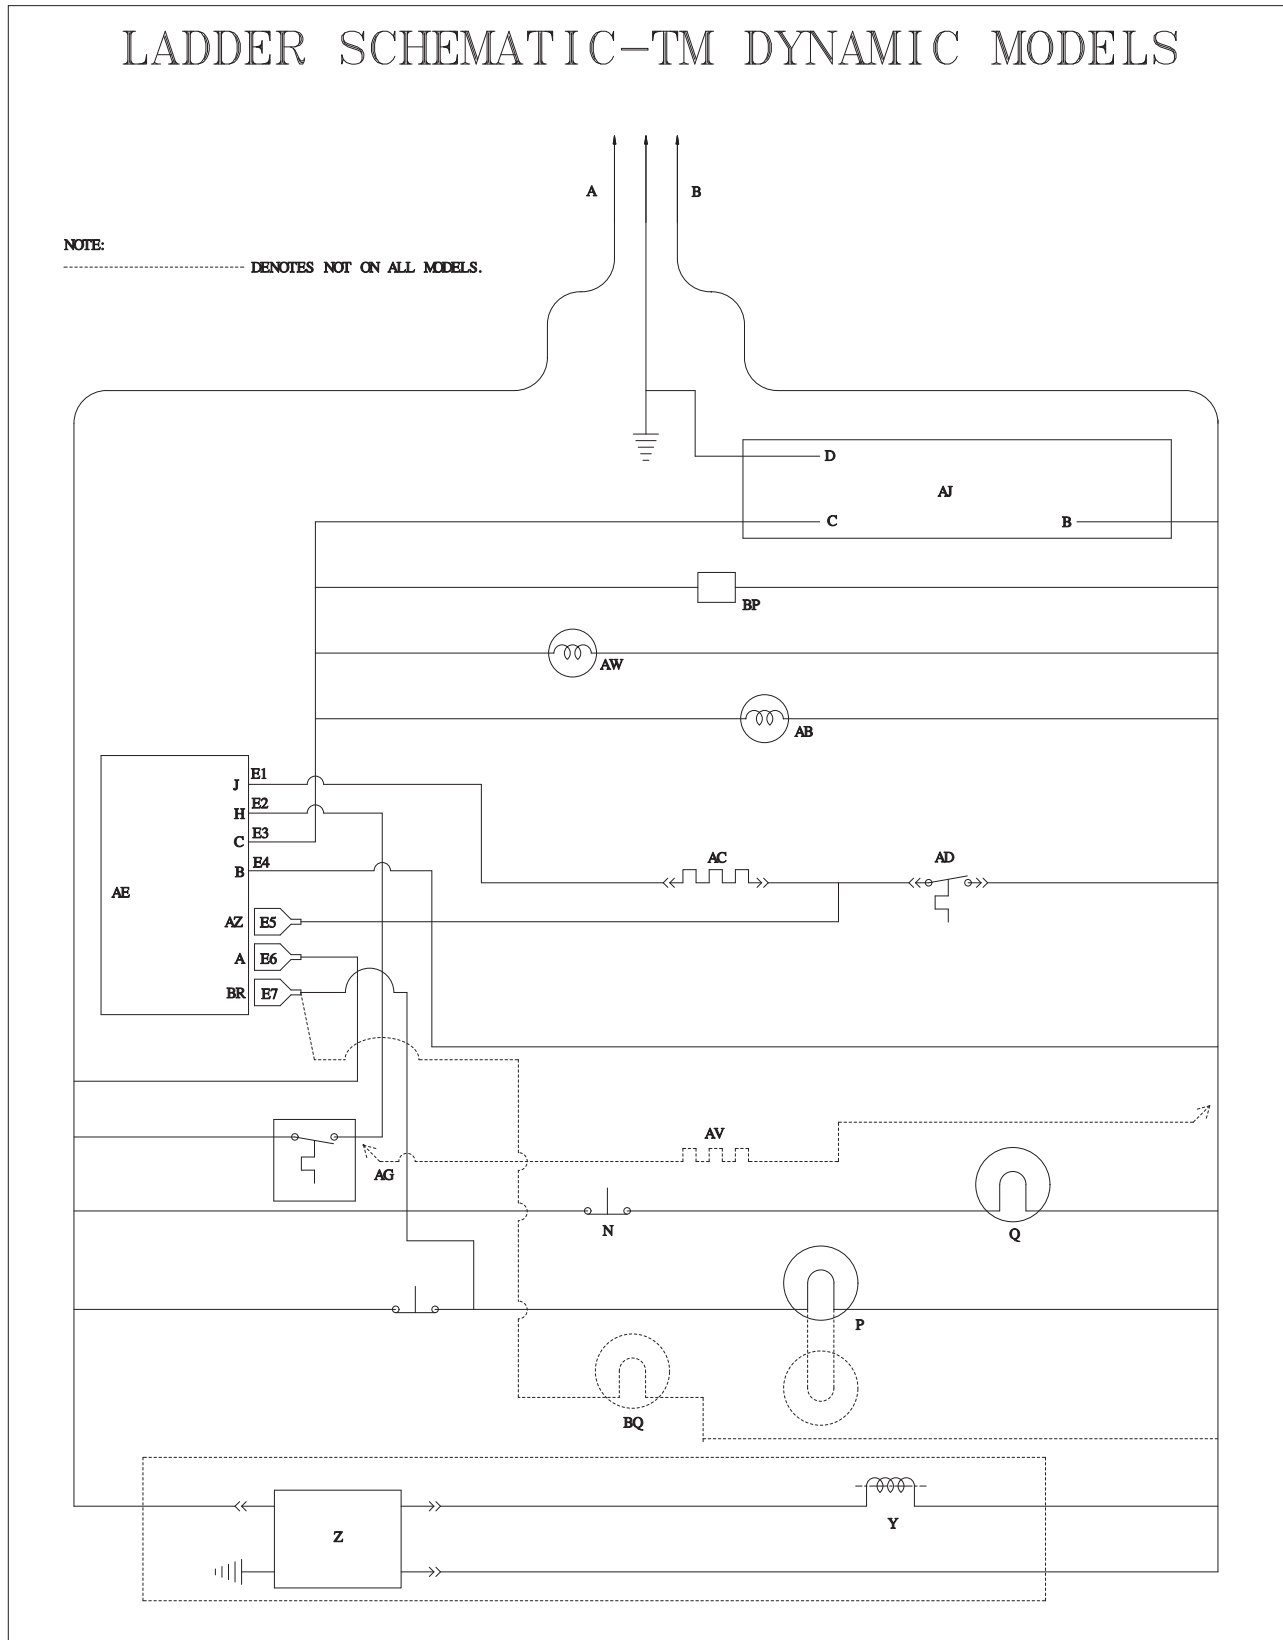 LADDER SCHEMATIC-TM DYNAMIC MODELS
A
B
NOTE:
DENOTES NOT ON ALL MODELS.
D
AJ
C
B
BP
AW
AB
J E1
H E2
C E3
B E4
AE
AC
AD
AZ E5
A E6
BR E7
AV
AG
N
Q
P
BQ
Z
Y